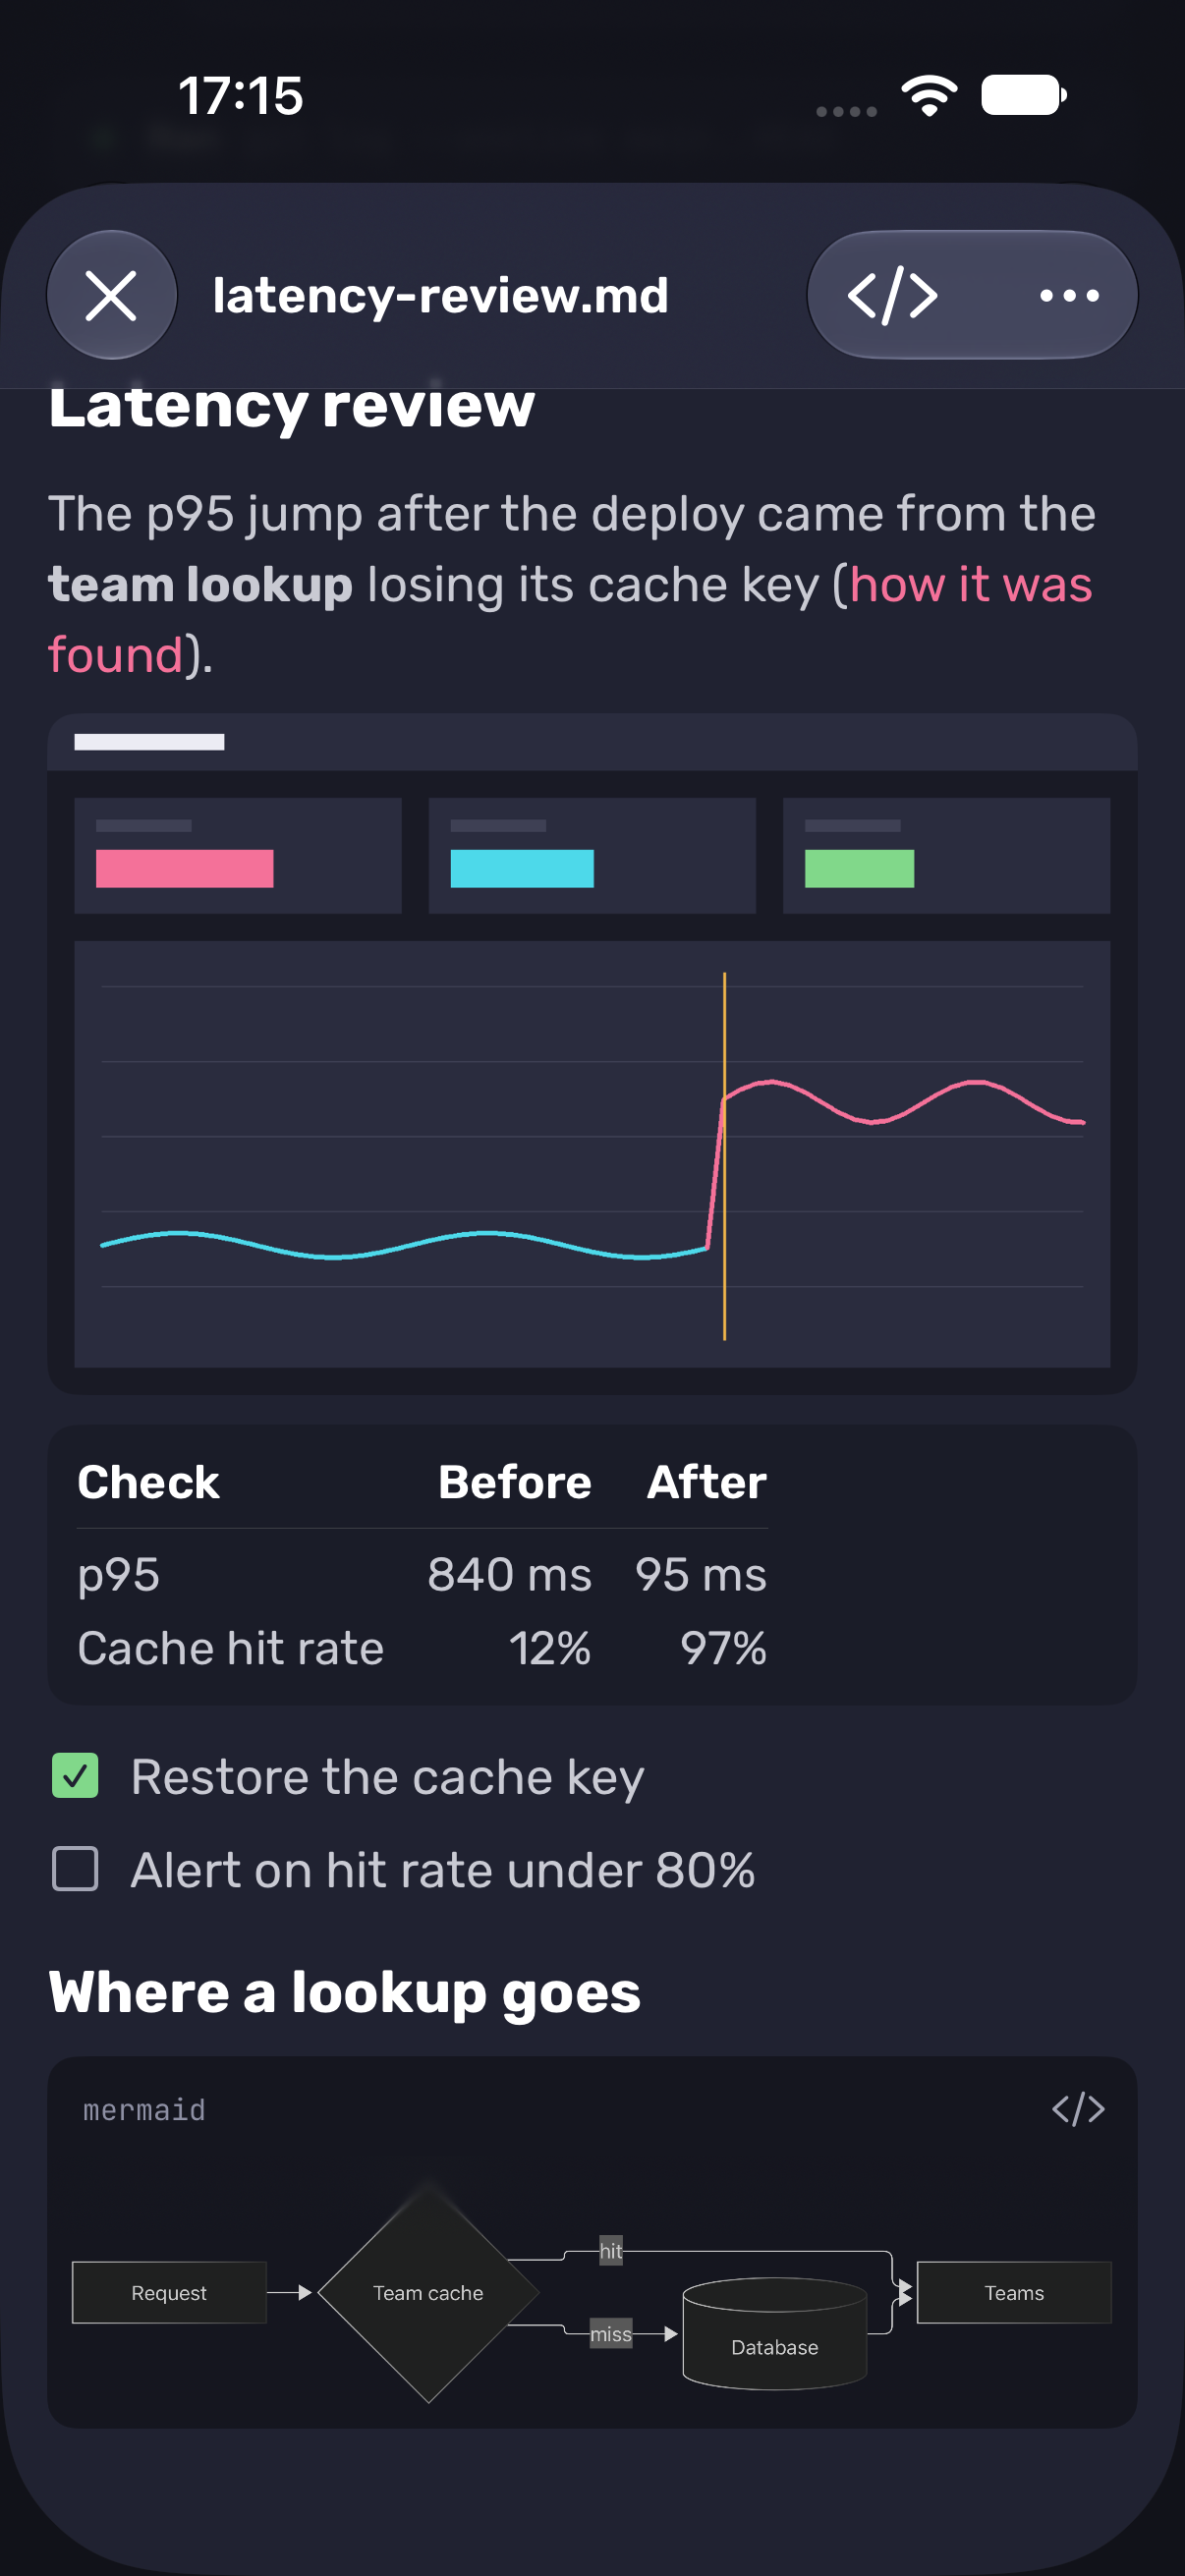 17:15
latency-review.md
Latency review
The p95 jump after the deploy came from the
team lookup losing its cache key (how it was
found).
Check Before After
p95 840 ms 95 ms
Cache hit rate 12% 97%
Restore the cache key
Alert on hit rate under 80%
Where a lookup goes
mermaid
hit
Request Team cache Teams
miss
Database